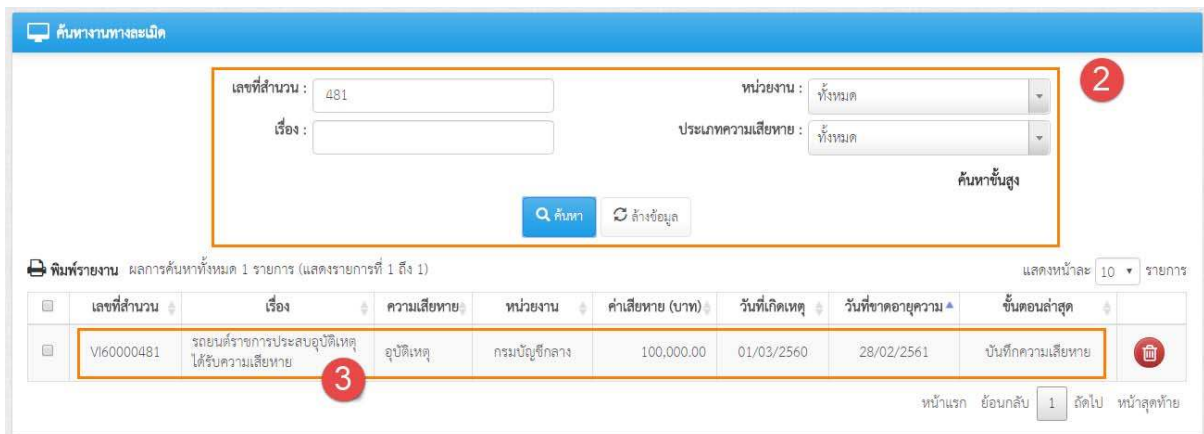 ค้นหางานทางละเมิด
เลขที่สำนวน : 481 หน่วยงาน : ทั้งหมด
2
เรื่อง : ประเภทความเสียหาย : ทั้งหมด
ค้นหาขั้นสูง
ค้นหา ล้างข้อมูล
พิมพ์รายงาน ผลการค้นหาทั้งหมด 1 รายการ (แสดงรายการที่ 1 ถึง 1) แสดงหน้าละ 10 รายการ
เลขที่สำนวน เรื่อง ความเสียหาย หน่วยงาน ค่าเสียหาย (บาท) วันที่เกิดเหตุ วันที่ขาดอายุความ ขั้นตอนล่าสุด
VI60000481 รถยนต์ราชการประสบอุบัติเหตุ อุบัติเหตุ กรมบัญชีกลาง 100,000.00 01/03/2560 28/02/2561 บันทึกความเสียหาย
ได้รับความเสียหาย
3
หน้าแรก ย้อนกลับ 1 ถัดไป หน้าสุดท้าย